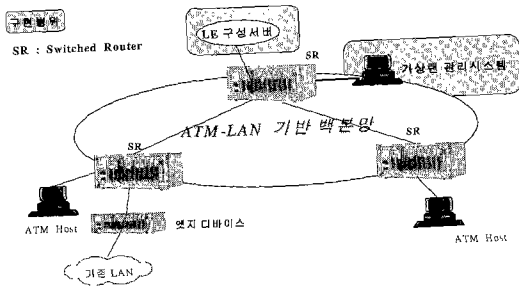 구현범위
SR : Switched Router
LE 구성서버
SR
가상랜 관리시스템
ATM-LAN 기반 백본망
SR
SR
ATM Host
엣지 디바이스
ATM Host
기존 LAN